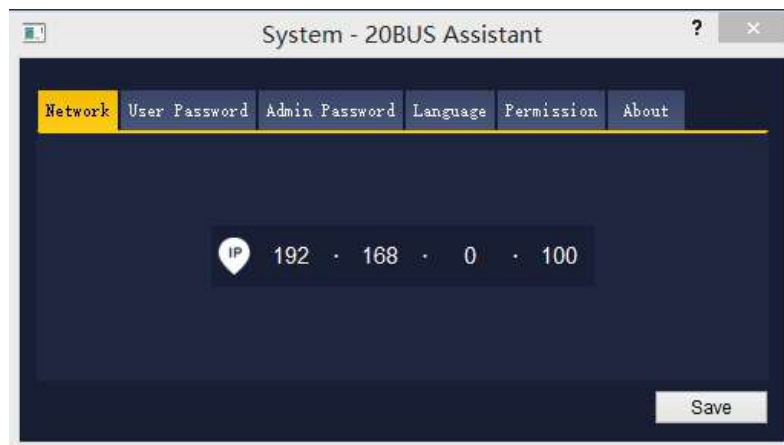 System - 20BUS Assistant ?
Network User Password Admin Password Language Permission About
IP 192 . 168 . 0 . 100
Save